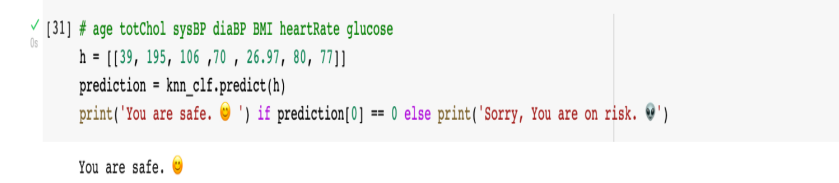 [31] # age totChol sysBP diaBP BMI heartRate glucose
0s
h = [[39, 195, 106 ,70 , 26.97, 80, 77]]
prediction = knn_clf.predict(h)
print('You are safe. 😊 ') if prediction[0] == 0 else print('Sorry, You are on risk. 👽')
You are safe. 😊